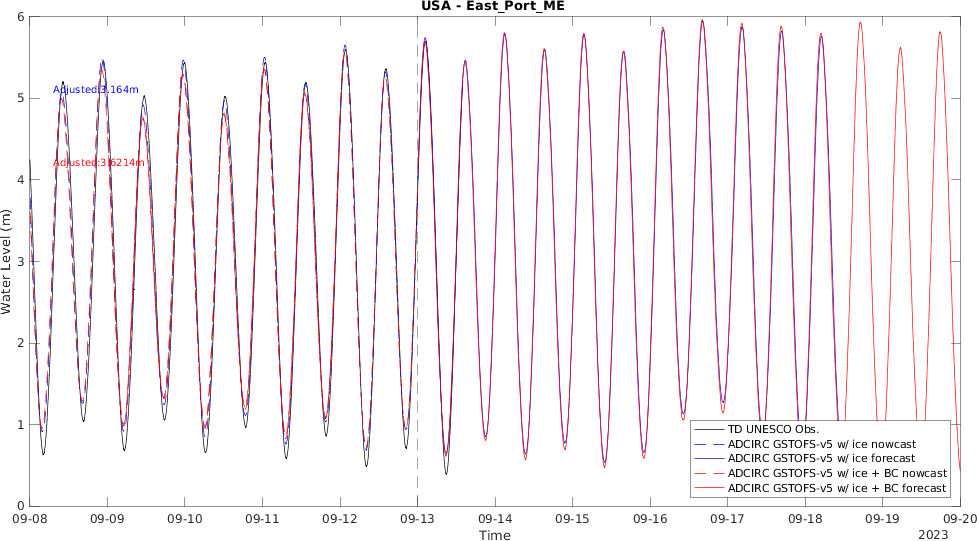 USA - East_Port_ME
6
5
4
3
2
1
0
Water Level (m)
Adjusted:3.164m
Adjusted:3.6214m
TD UNESCO Obs.
ADCIRC GSTOFS-v5 w/ ice nowcast
ADCIRC GSTOFS-v5 w/ ice forecast
ADCIRC GSTOFS-v5 w/ ice + BC nowcast
ADCIRC GSTOFS-v5 w/ ice + BC forecast
09-08 09-09 09-10 09-11 09-12 09-13 09-14 09-15 09-16 09-17 09-18 09-19 09-20
Time
2023